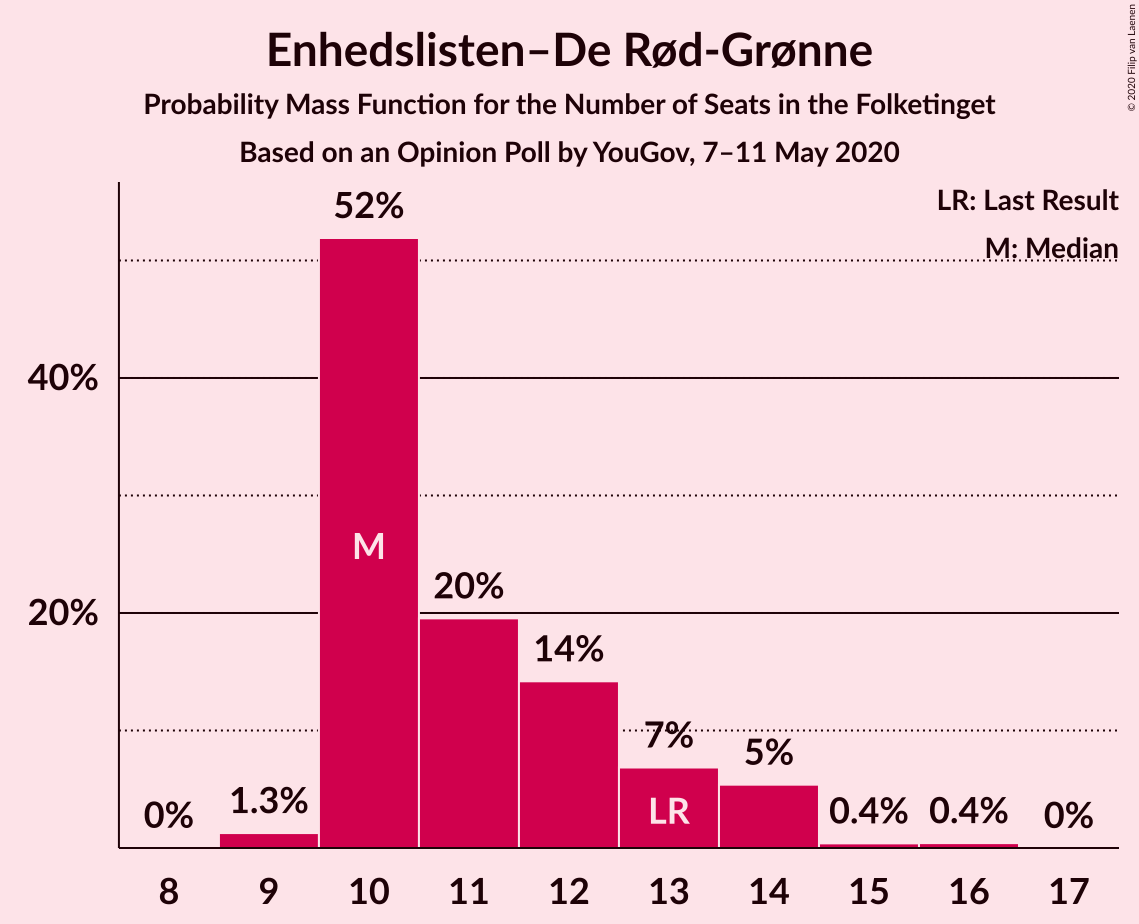 Enhedslisten–De Rød-Grønne
Probability Mass Function for the Number of Seats in the Folketinget
Based on an Opinion Poll by YouGov, 7–11 May 2020
© 2020 Filip van Laenen
LR: Last Result
M: Median
52%
40%
M
20%
20%
14%
7%
5%
LR
0%
1.3%
0.4%
0.4%
0%
8 9 10 11 12 13 14 15 16 17